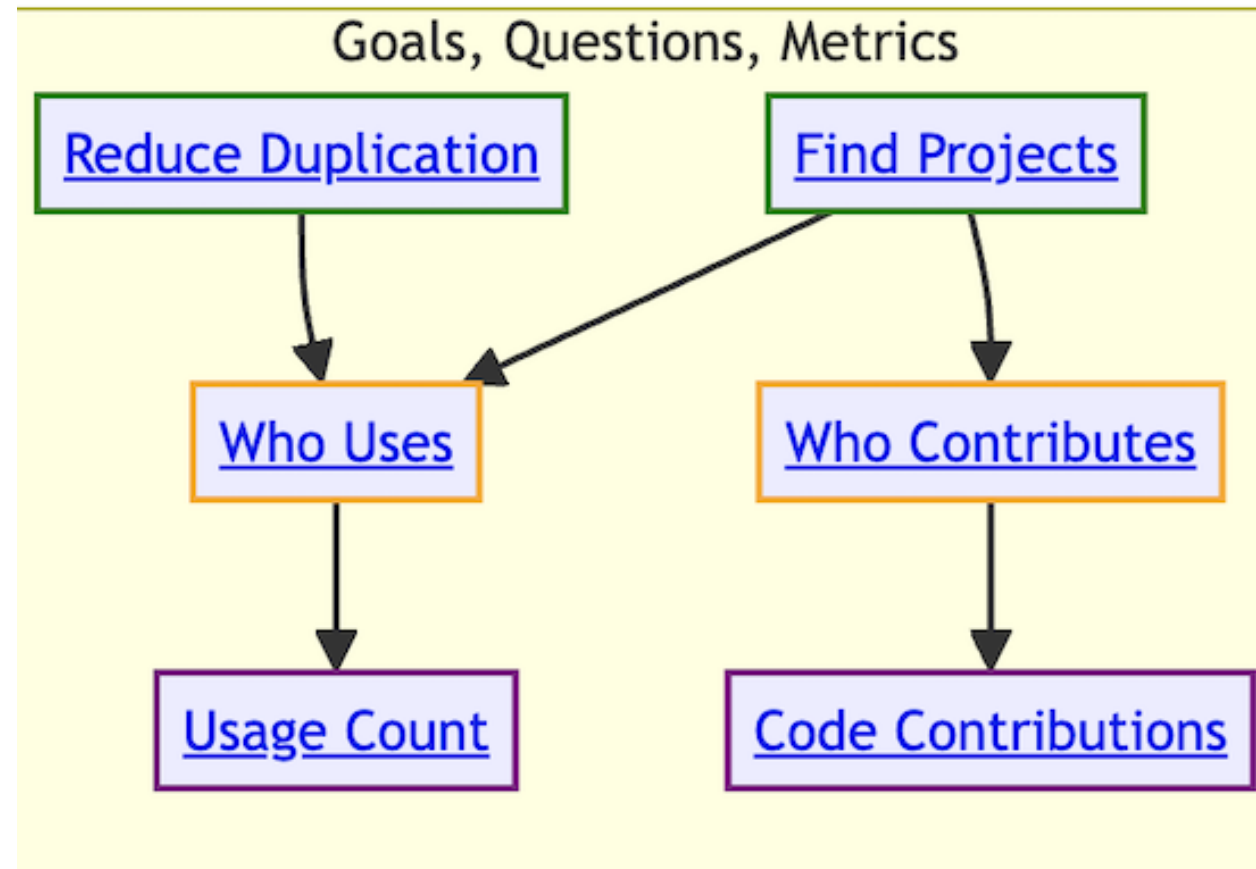 Goals, Questions, Metrics
Reduce Duplication
Find Projects
Who Uses
Who Contributes
Usage Count
Code Contributions